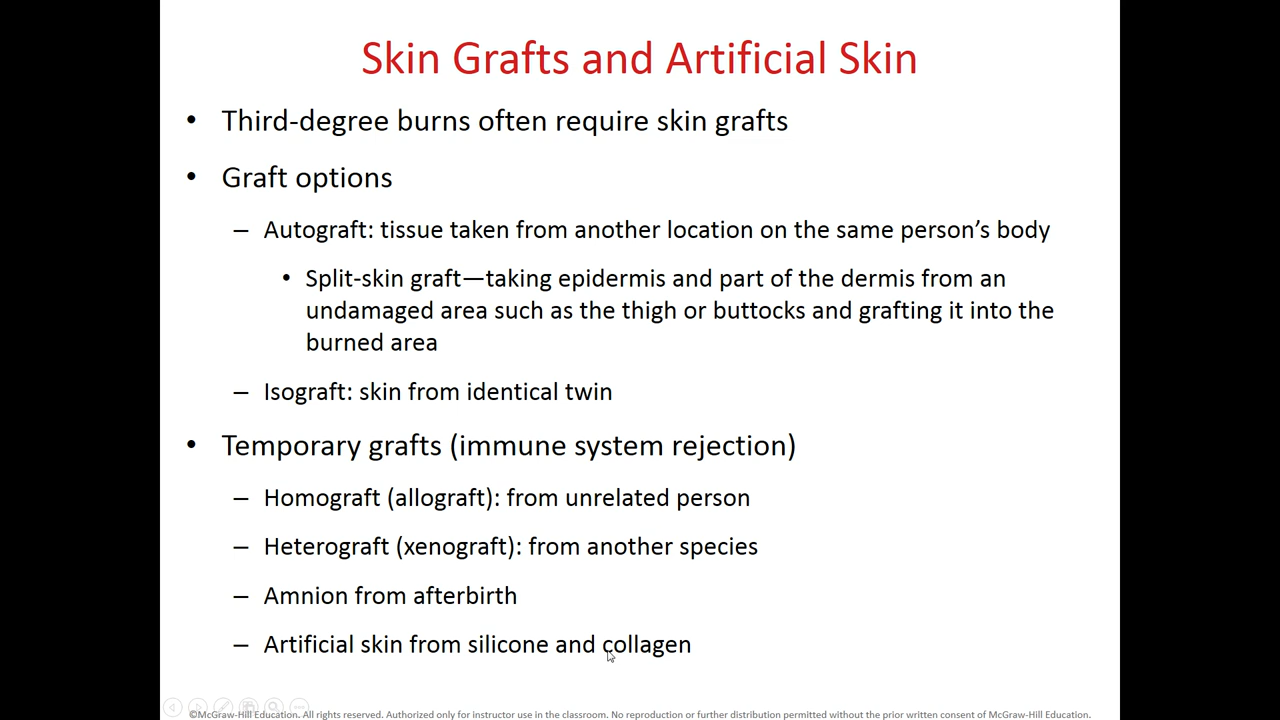 Skin Grafts and Artificial Skin
• Third-degree burns often require skin grafts
• Graft options
– Autograft: tissue taken from another location on the same person's body
• Split-skin graft—taking epidermis and part of the dermis from an
undamaged area such as the thigh or buttocks and grafting it into the
burned area
– Isograft: skin from identical twin
• Temporary grafts (immune system rejection)
– Homograft (allograft): from unrelated person
– Heterograft (xenograft): from another species
– Amnion from afterbirth
– Artificial skin from silicone and collagen
©McGraw-Hill Education. All rights reserved. Authorized only for instructor use in the classroom. No reproduction or further distribution permitted without the prior written consent of McGraw-Hill Education.